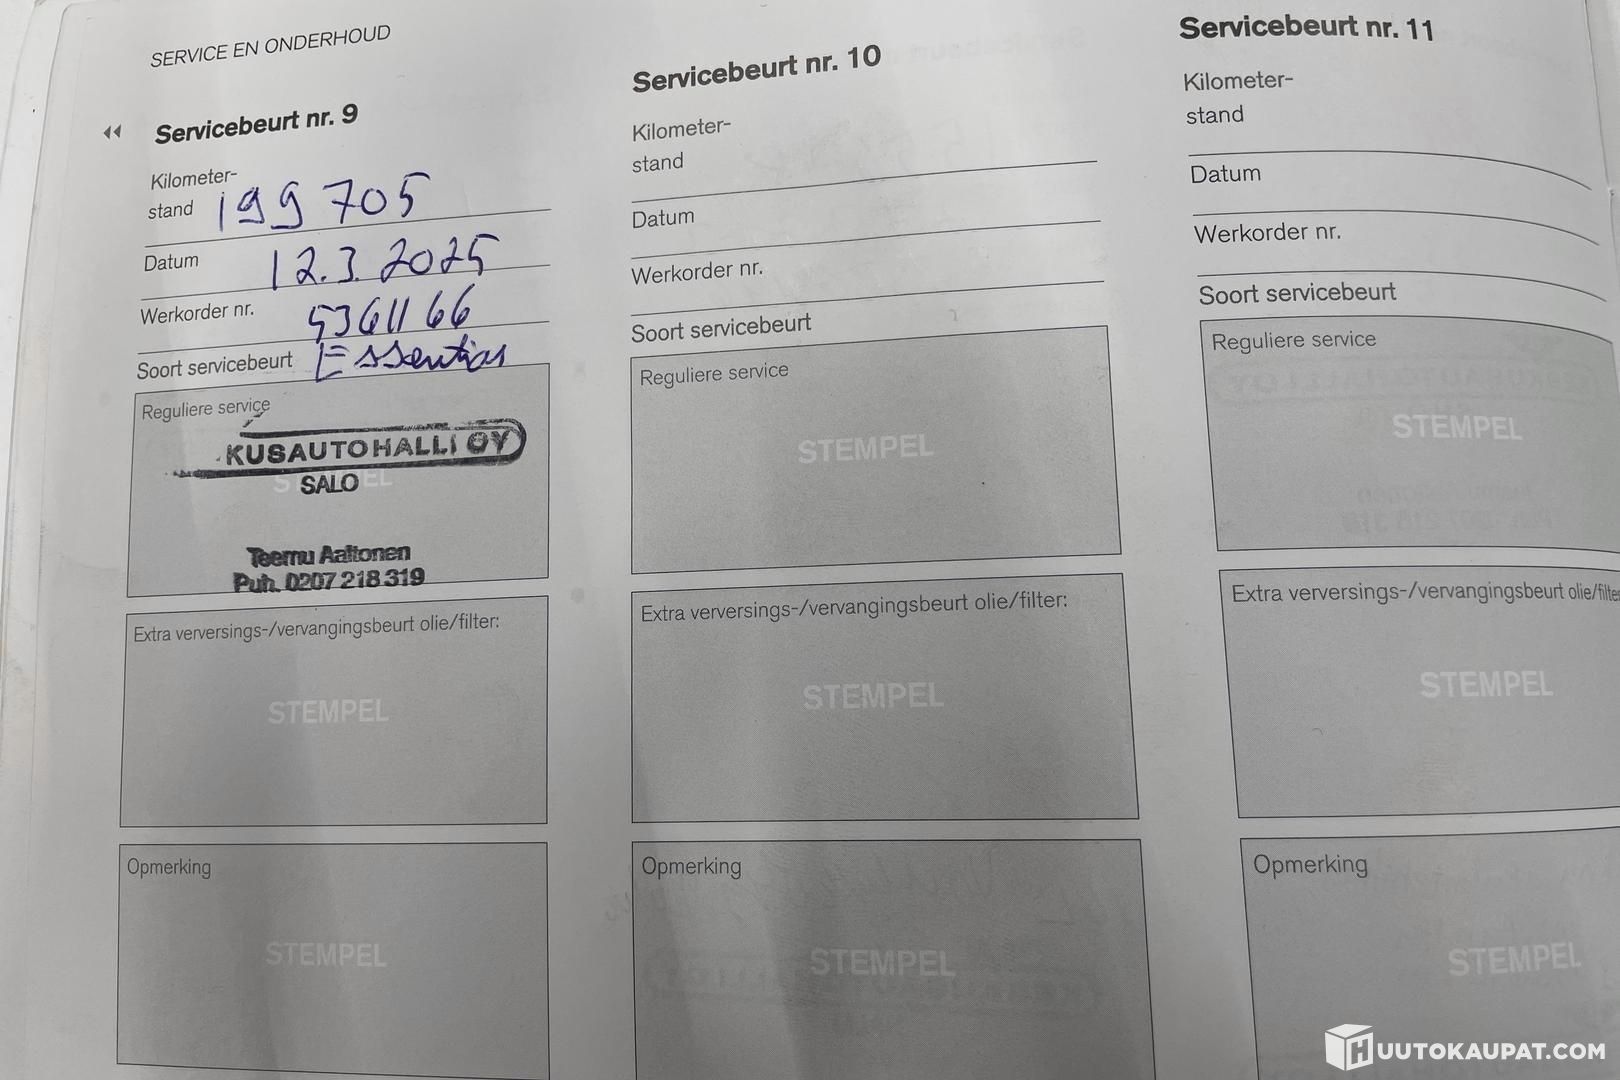 SERVICE EN ONDERHOUD
Servicebeurt nr. 9
Kilometer-
stand 199 705
Datum 12.3.2025
Werkorder nr. 5361166
Soort servicebeurt Essential
Reguliere service
KUSAUTOHALLI OY
SALO
Teemu Aaltonen
Puh. 0207 218 319
Extra verversings-/vervangingsbeurt olie/filter:
STEMPEL
Opmerking
STEMPEL
Servicebeurt nr. 10
Kilometer-
stand
Datum
Werkorder nr.
Soort servicebeurt
Reguliere service
STEMPEL
Extra verversings-/vervangingsbeurt olie/filter:
STEMPEL
Opmerking
STEMPEL
Servicebeurt nr. 11
Kilometer-
stand
Datum
Werkorder nr.
Soort servicebeurt
Reguliere service
STEMPEL
Extra verversings-/vervangingsbeurt olie/filte
STEMPEL
Opmerking
STEMPEL
HUUTOKAUPAT.COM